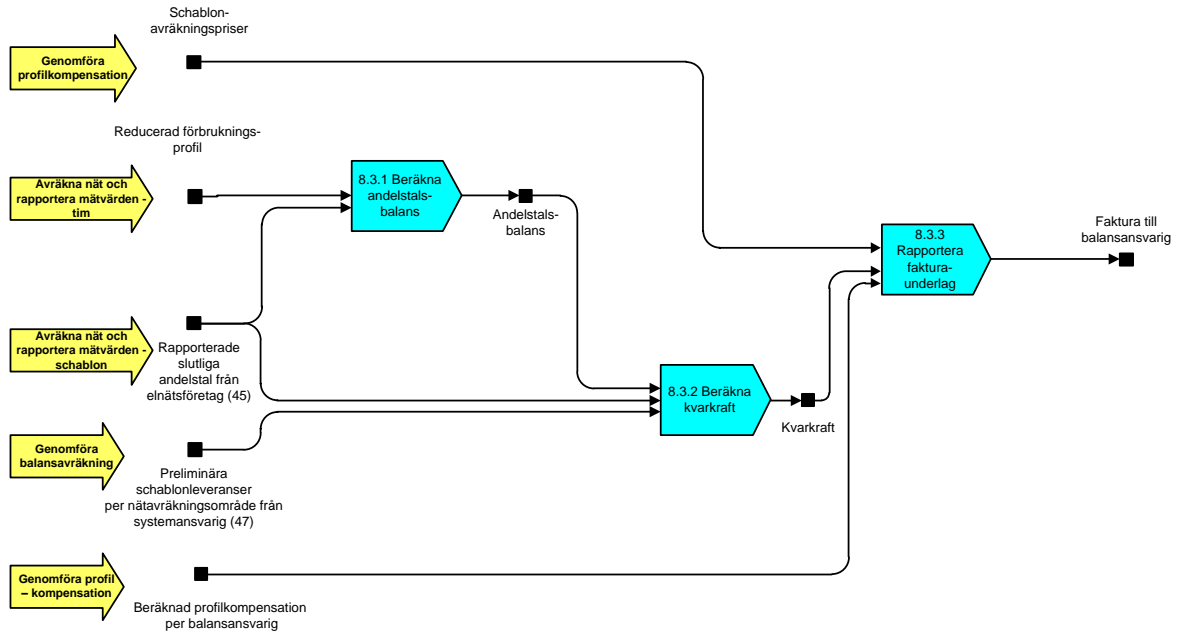 Schablon-
avräkningspriser
Genomföra
profilkompensation
Reducerad förbruknings-
profil
Avräkna nät och
rapportera mätvärden -
tim
8.3.1 Beräkna
andelstals-
balans
Andelstals-
balans
8.3.3
Rapportera
faktura-
underlag
Faktura till
balansansvarig
Avräkna nät och
rapportera mätvärden -
schablon
Rapporterade
slutliga
andelstal från
elnätsföretag (45)
8.3.2 Beräkna
kvarkraft
Kvarkraft
Genomföra
balansavräkning
Preliminära
schablonleveranser
per nätavräkningsområde från
systemansvarig (47)
Genomföra profil
– kompensation
Beräknad profilkompensation
per balansansvarig